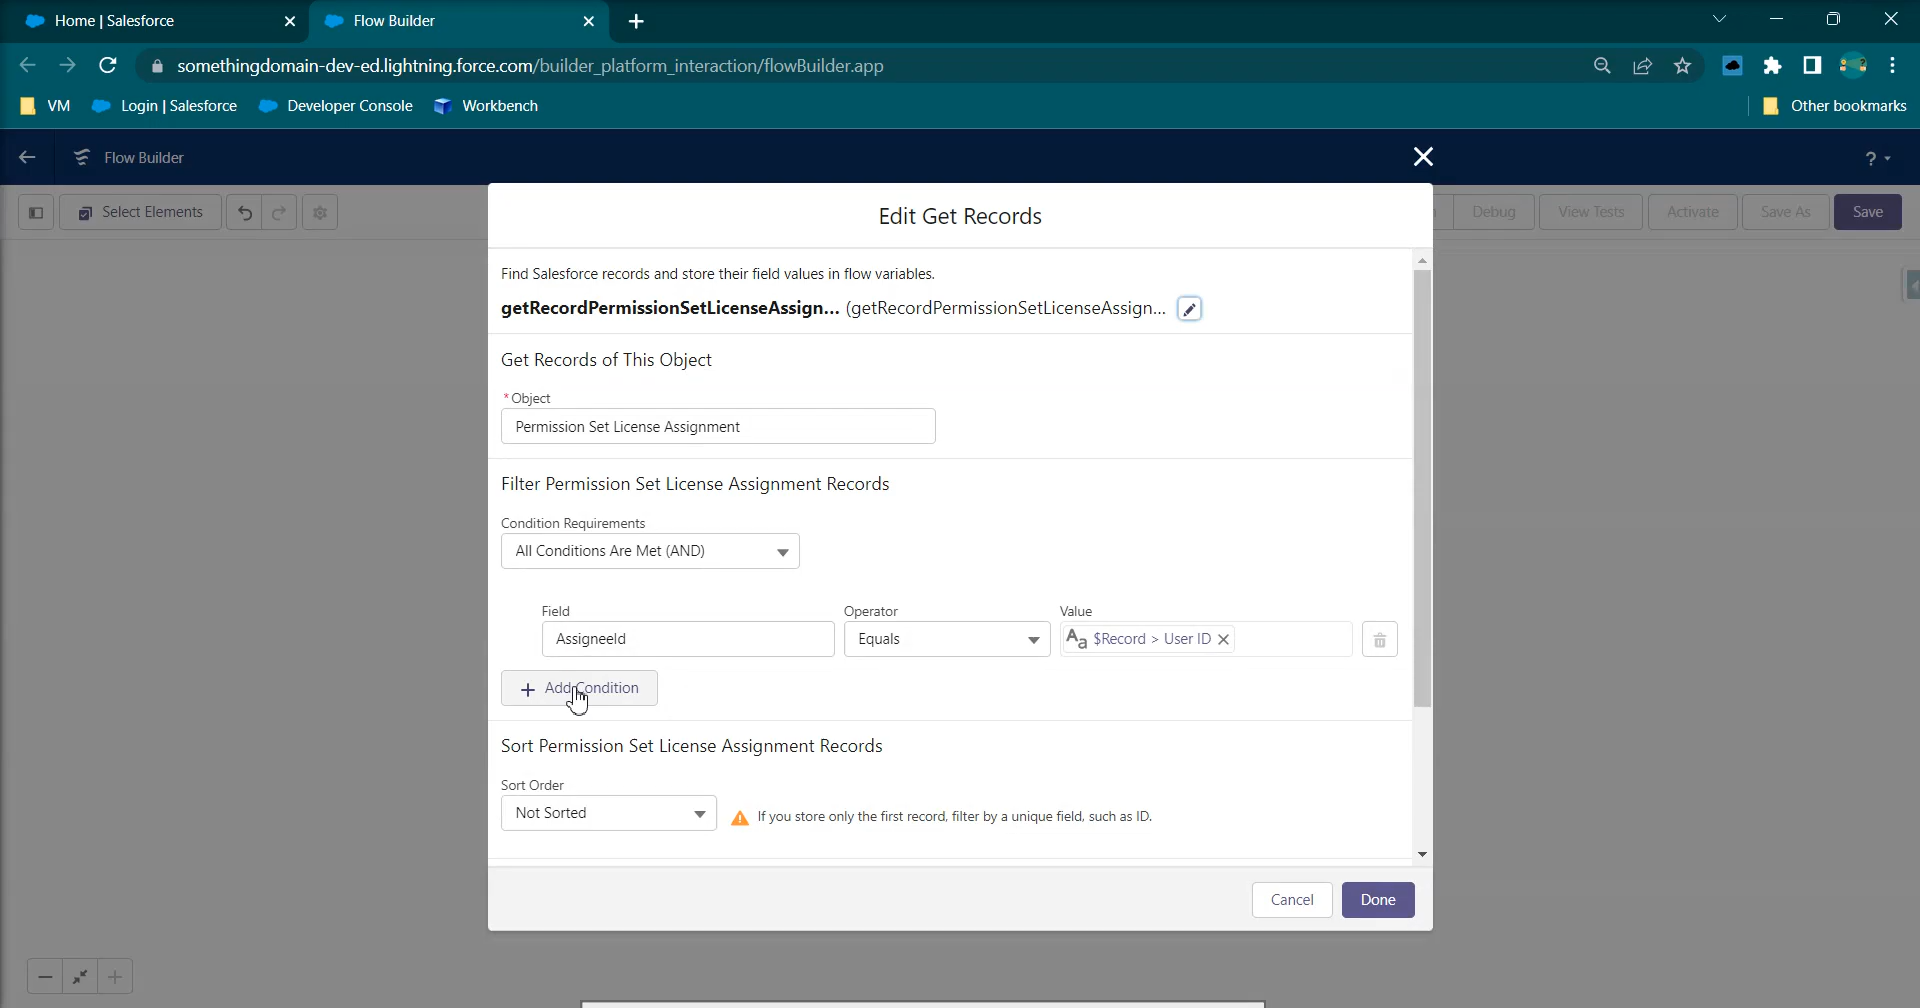 Home | Salesforce
Flow Builder
somethingdomain-dev-ed.lightning.force.com/builder_platform_interaction/flowBuilder.app
VM
Login | Salesforce
Developer Console
Workbench
Other bookmarks
Flow Builder
?
Select Elements
Debug
View Tests
Activate
Save As
Save
Edit Get Records
Find Salesforce records and store their field values in flow variables.
getRecordPermissionSetLicenseAssign... (getRecordPermissionSetLicenseAssign...
Get Records of This Object
* Object
Permission Set License Assignment
Filter Permission Set License Assignment Records
Condition Requirements
All Conditions Are Met (AND)
Field
Operator
Value
AssigneeId
Equals
Aa $Record > User ID
Add Condition
Sort Permission Set License Assignment Records
Sort Order
Not Sorted
If you store only the first record, filter by a unique field, such as ID.
Cancel
Done